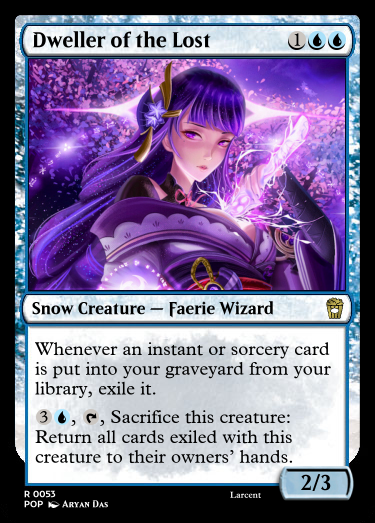 Dweller of the Lost 1
Snow Creature — Faerie Wizard
Whenever an instant or sorcery card
is put into your graveyard from your
library, exile it.
3, , Sacrifice this creature:
Return all cards exiled with this
creature to their owners' hands.
2/3
R 0053
POP Aryan Das
Larcent